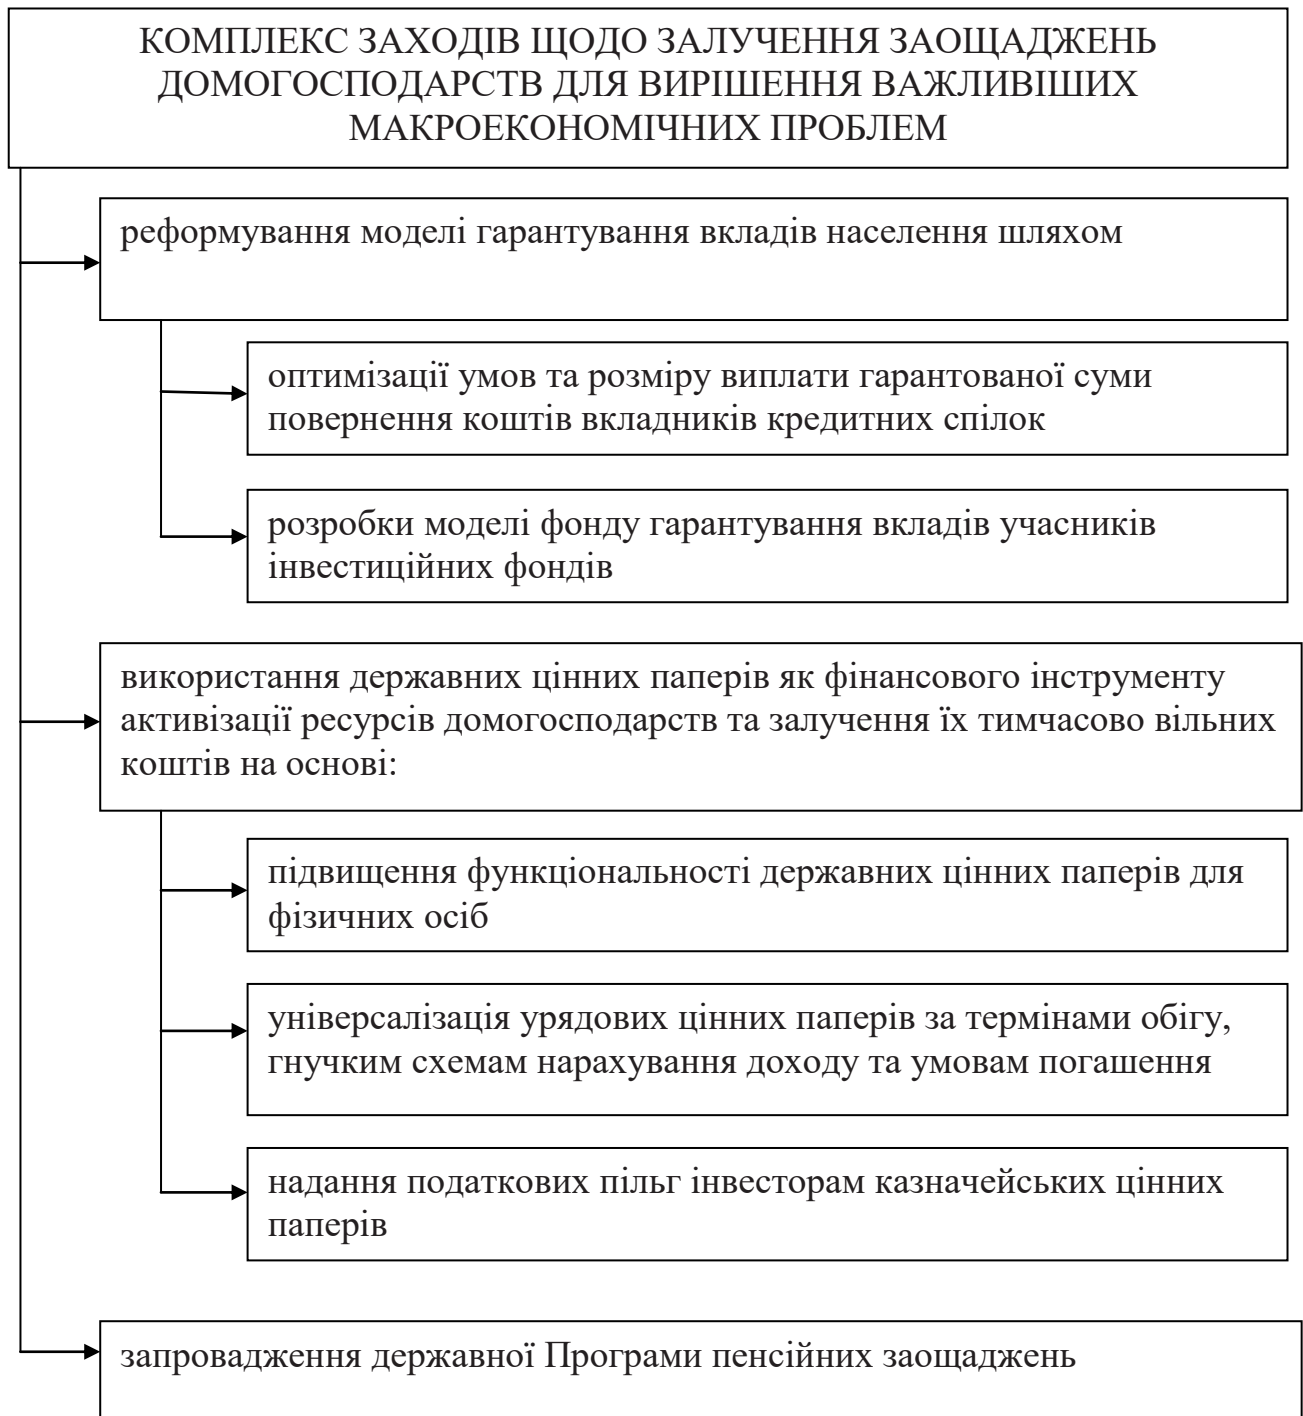 КОМПЛЕКС ЗАХОДІВ ЩОДО ЗАЛУЧЕННЯ ЗАОЩАДЖЕНЬ
ДОМОГОСПОДАРСТВ ДЛЯ ВИРІШЕННЯ ВАЖЛИВІШИХ
МАКРОЕКОНОМІЧНИХ ПРОБЛЕМ
реформування моделі гарантування вкладів населення шляхом
оптимізації умов та розміру виплати гарантованої суми
повернення коштів вкладників кредитних спілок
розробки моделі фонду гарантування вкладів учасників
інвестиційних фондів
використання державних цінних паперів як фінансового інструменту
активізації ресурсів домогосподарств та залучення їх тимчасово вільних
коштів на основі:
підвищення функціональності державних цінних паперів для
фізичних осіб
універсалізація урядових цінних паперів за термінами обігу,
гнучким схемам нарахування доходу та умовам погашення
надання податкових пільг інвесторам казначейських цінних
паперів
запровадження державної Програми пенсійних заощаджень